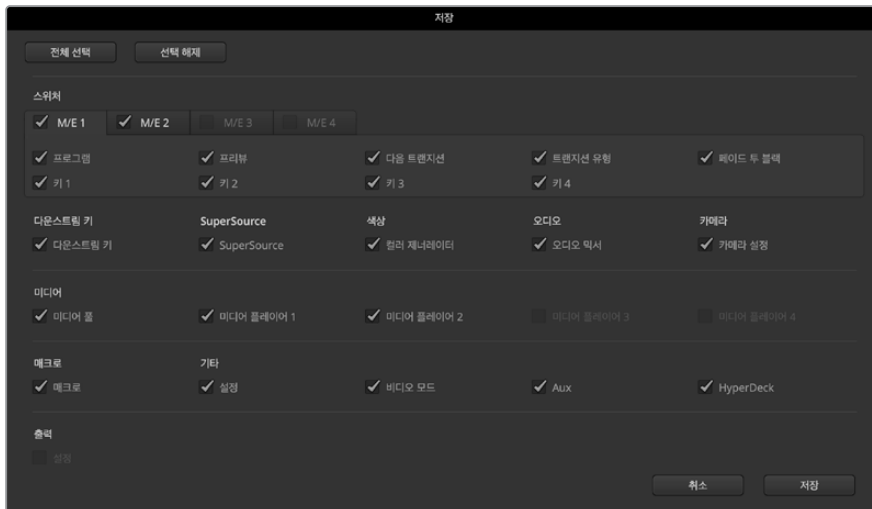 저장
전체 선택 선택 해제
스위처
M/E 1 M/E 2 M/E 3 M/E 4
프로그램 프리뷰 다음 트랜지션 트랜지션 유형 페이드 투 블랙
키 1 키 2 키 3 키 4
다운스트림 키 SuperSource 색상 오디오 카메라
다운스트림 키 SuperSource 컬러 제너레이터 오디오 믹서 카메라 설정
미디어
미디어 풀 미디어 플레이어 1 미디어 플레이어 2 미디어 플레이어 3 미디어 플레이어 4
매크로 기타
매크로 설정 비디오 모드 Aux HyperDeck
출력
설정
취소 저장